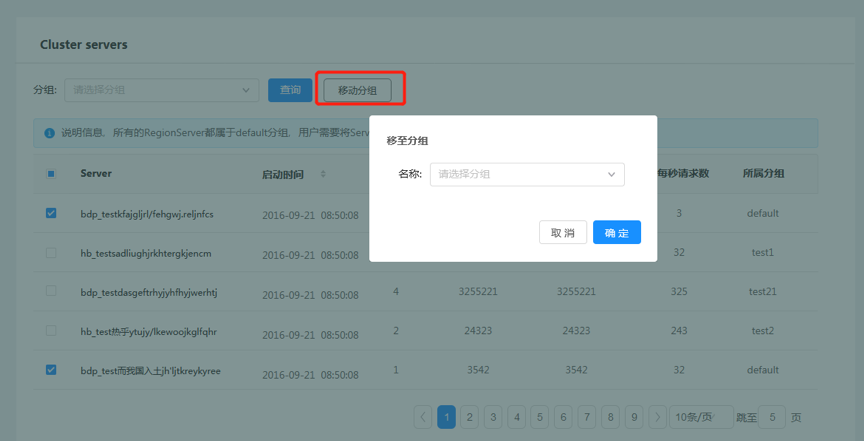 Cluster servers
分组: 请选择分组 查询 移动分组
说明信息，所有的RegionServer都属于default分组，用户需要将Serv
移至分组
名称: 请选择分组
取 消 确 定
Server 启动时间 每秒请求数 所属分组
bdp_testkfajgljrl/fehgwj.reljnfcs 2016-09-21 08:50:08 3 default
hb_testsadliughjrkhtergkjencm 2016-09-21 08:50:08 32 test1
bdp_testdasgeftrhyjyhfhyjwerhtj 2016-09-21 08:50:08 4 3255221 3255221 325 test21
hb_test热乎ytujy/lkewoojkglfqhr 2016-09-21 08:50:08 2 24323 24323 243 test2
bdp_test而我国入土jh'ljtkreykyree 2016-09-21 08:50:08 1 3542 3542 32 default
1 2 3 4 5 6 7 8 9 10条/页 跳至 5 页